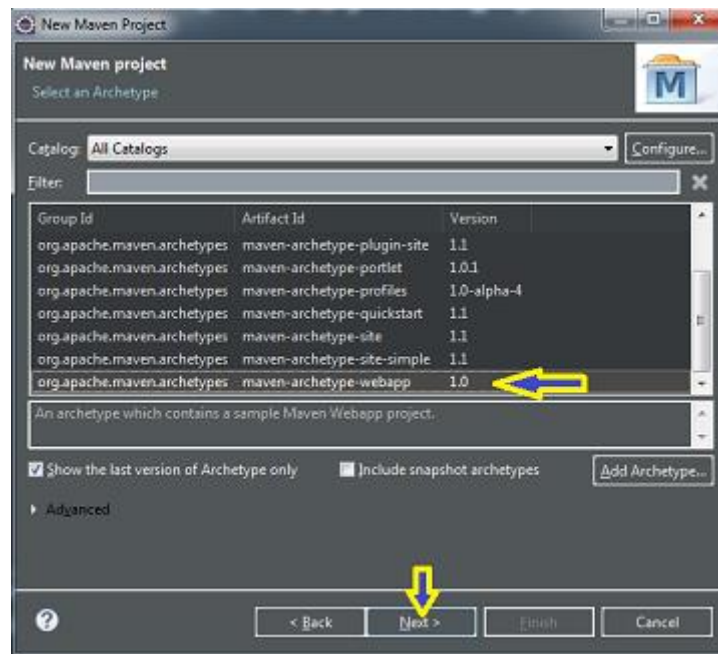 New Maven Project
New Maven project
Select an Archetype
M
Catalog: All Catalogs Configure...
Filter:
Group Id Artifact Id Version
org.apache.maven.archetypes maven-archetype-plugin-site 1.1
org.apache.maven.archetypes maven-archetype-portlet 1.0.1
org.apache.maven.archetypes maven-archetype-profiles 1.0-alpha-4
org.apache.maven.archetypes maven-archetype-quickstart 1.1
org.apache.maven.archetypes maven-archetype-site 1.1
org.apache.maven.archetypes maven-archetype-site-simple 1.1
org.apache.maven.archetypes maven-archetype-webapp 1.0
An archetype which contains a sample Maven Webapp project.
Show the last version of Archetype only Include snapshot archetypes Add Archetype...
Advanced
? < Back Next > Finish Cancel